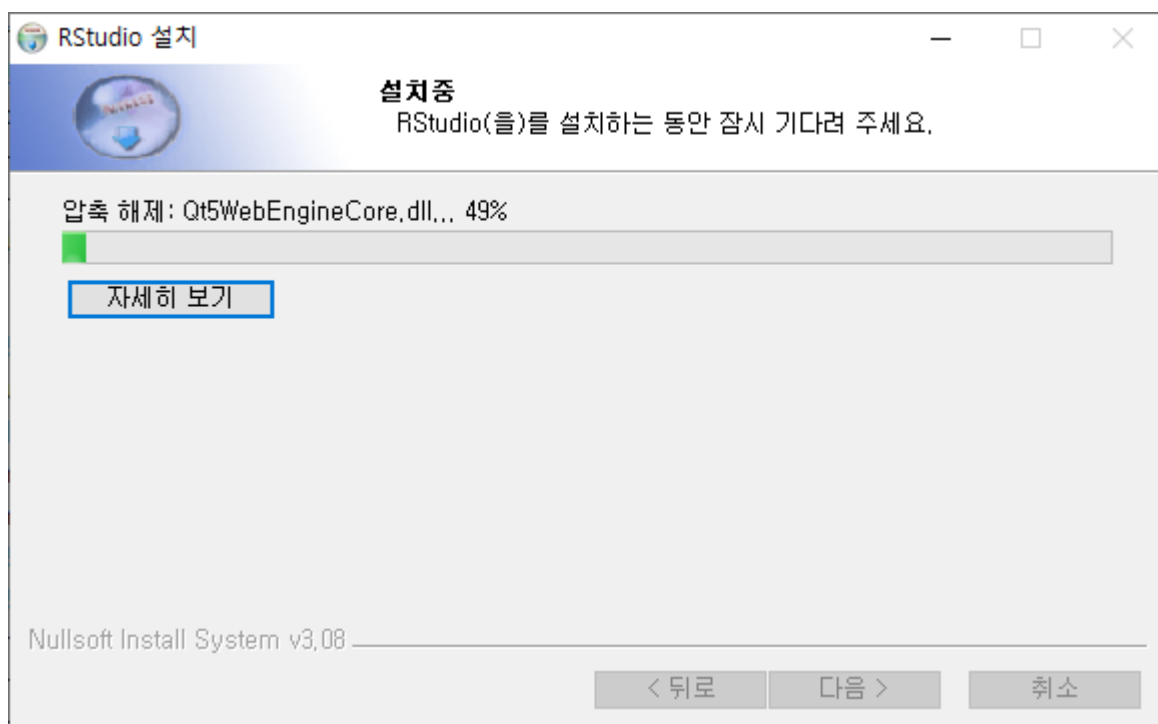 RStudio 설치
설치중
RStudio(을)를 설치하는 동안 잠시 기다려 주세요.
압축 해제: Qt5WebEngineCore.dll... 49%
자세히 보기
Nullsoft Install System v3.08
< 뒤로
다음 >
취소